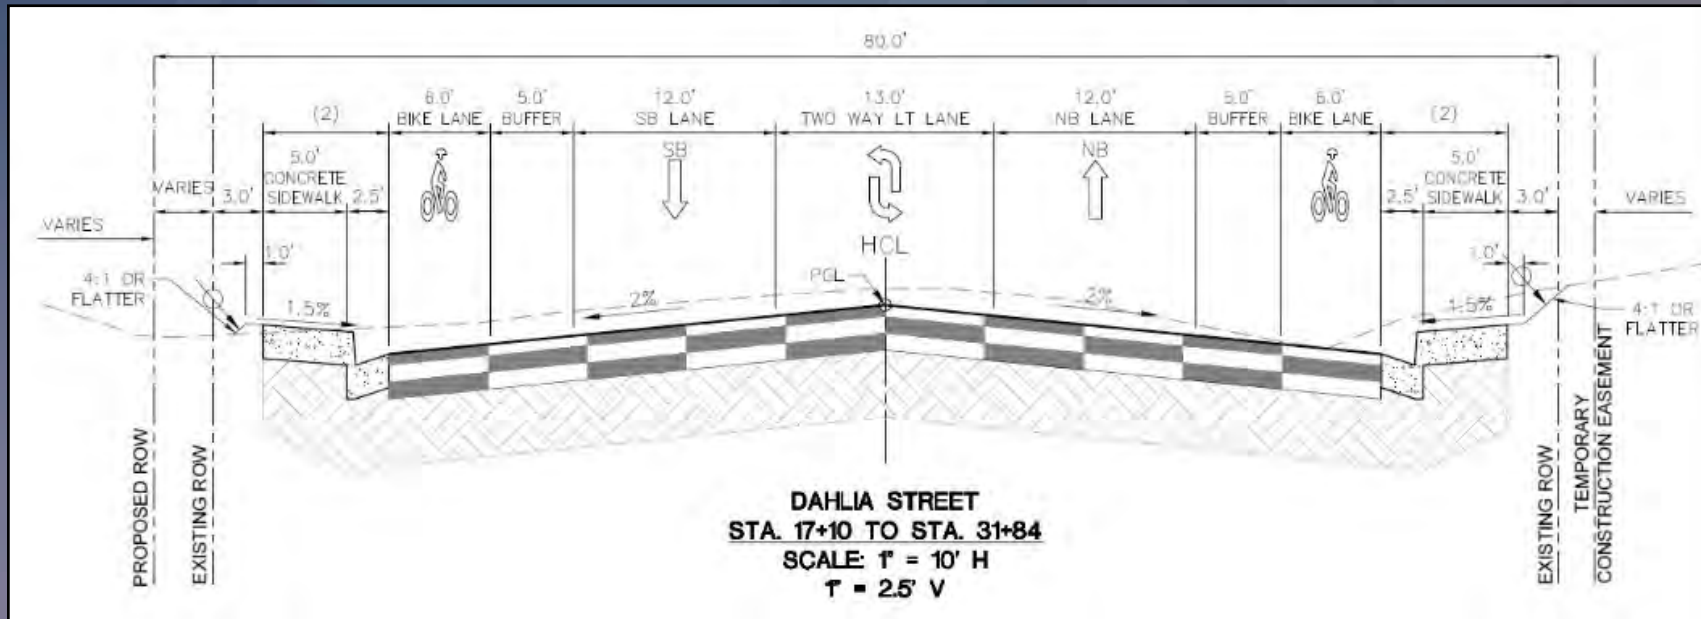 80.0'
(2)
6.0'
BIKE LANE
5.0'
BUFFER
12.0'
SB LANE
13.0'
TWO WAY LT LANE
12.0'
NB LANE
5.0'
BUFFER
6.0'
BIKE LANE
(2)
SB
NB
VARIES
3.0'
5.0'
CONCRETE
SIDEWALK
2.5'
2.5'
5.0'
CONCRETE
SIDEWALK
3.0'
VARIES
VARIES
1.0'
HCL
1.0'
4:1 OR
FLATTER
1.5%
2%
PGL
2%
1.5%
4:1 OR
FLATTER
PROPOSED ROW
EXISTING ROW
EXISTING ROW
TEMPORARY
CONSTRUCTION EASEMENT
DAHLIA STREET
STA. 17+10 TO STA. 31+84
SCALE: 1" = 10' H
1" = 2.5' V